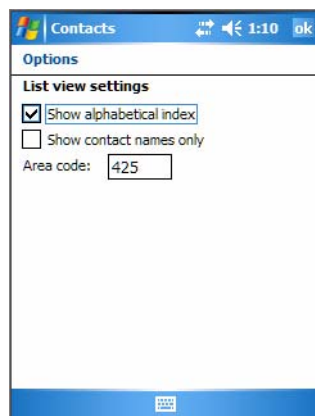 Contacts 1:10 ok
Options
List view settings
Show alphabetical index
Show contact names only
Area code: 425